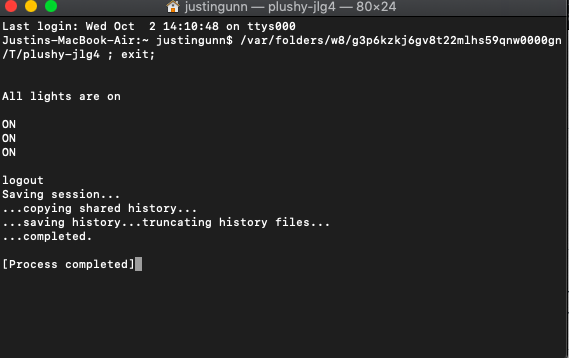 justingunn — plushy-jlg4 — 80×24
Last login: Wed Oct  2 14:10:48 on ttys000
Justins-MacBook-Air:~ justingunn$ /var/folders/w8/g3p6kzkj6gv8t22mlhs59qnw0000gn
/T/plushy-jlg4 ; exit;
All lights are on
ON
ON
ON
logout
Saving session...
...copying shared history...
...saving history...truncating history files...
...completed.
[Process completed]